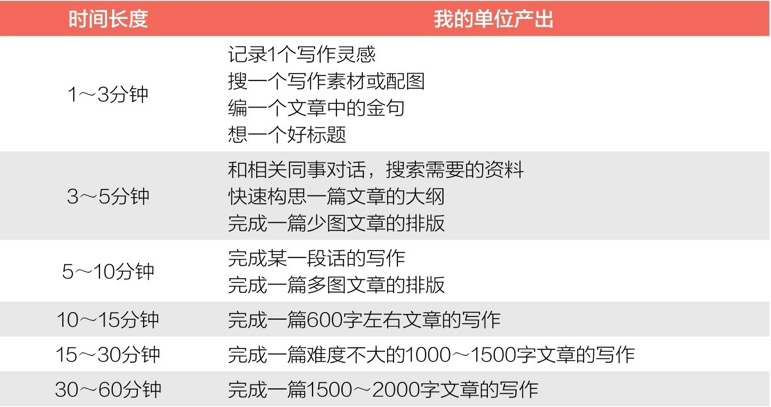 时间长度 我的单位产出
1～3分钟
记录1个写作灵感
搜一个写作素材或配图
编一个文章中的金句
想一个好标题
3～5分钟
和相关同事对话，搜索需要的资料
快速构思一篇文章的大纲
完成一篇少图文章的排版
5～10分钟
完成某一段话的写作
完成一篇多图文章的排版
10～15分钟 完成一篇600字左右文章的写作
15～30分钟 完成一篇难度不大的1000～1500字文章的写作
30～60分钟 完成一篇1500～2000字文章的写作